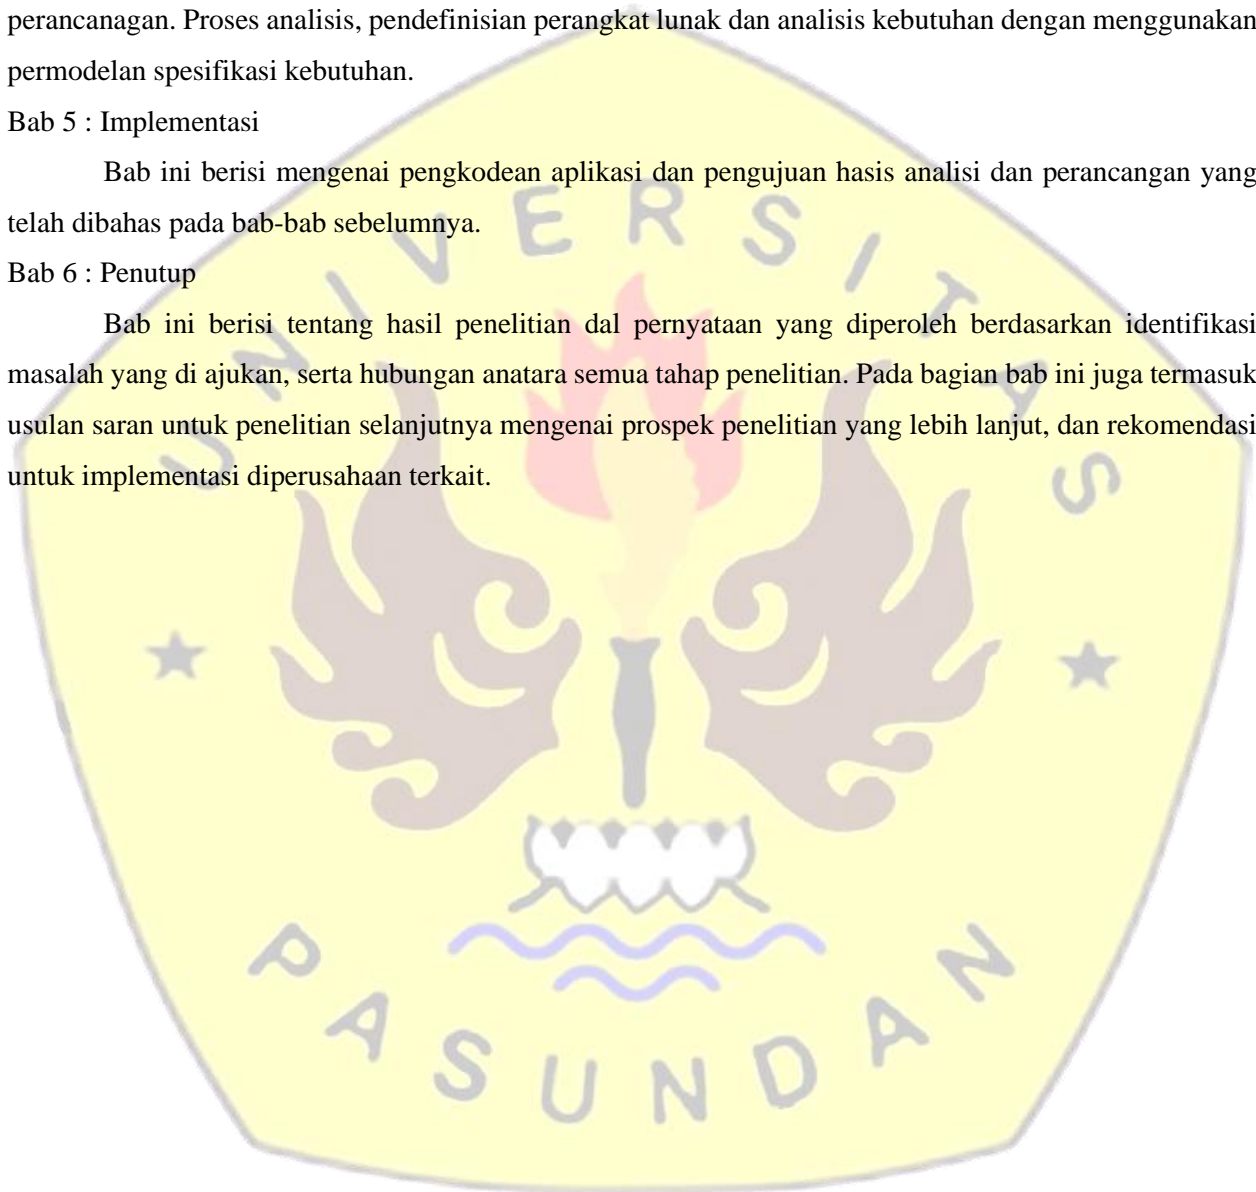 perancanagan. Proses analisis, pendefinisian perangkat lunak dan analisis kebutuhan dengan menggunakan
permodelan spesifikasi kebutuhan.
Bab 5 : Implementasi
Bab ini berisi mengenai pengkodean aplikasi dan pengujuan hasis analisi dan perancangan yang
telah dibahas pada bab-bab sebelumnya.
Bab 6 : Penutup
Bab ini berisi tentang hasil penelitian dal pernyataan yang diperoleh berdasarkan identifikasi
masalah yang di ajukan, serta hubungan anatara semua tahap penelitian. Pada bagian bab ini juga termasuk
usulan saran untuk penelitian selanjutnya mengenai prospek penelitian yang lebih lanjut, dan rekomendasi
untuk implementasi diperusahaan terkait.
UNIVERSITAS
PASUNDAN